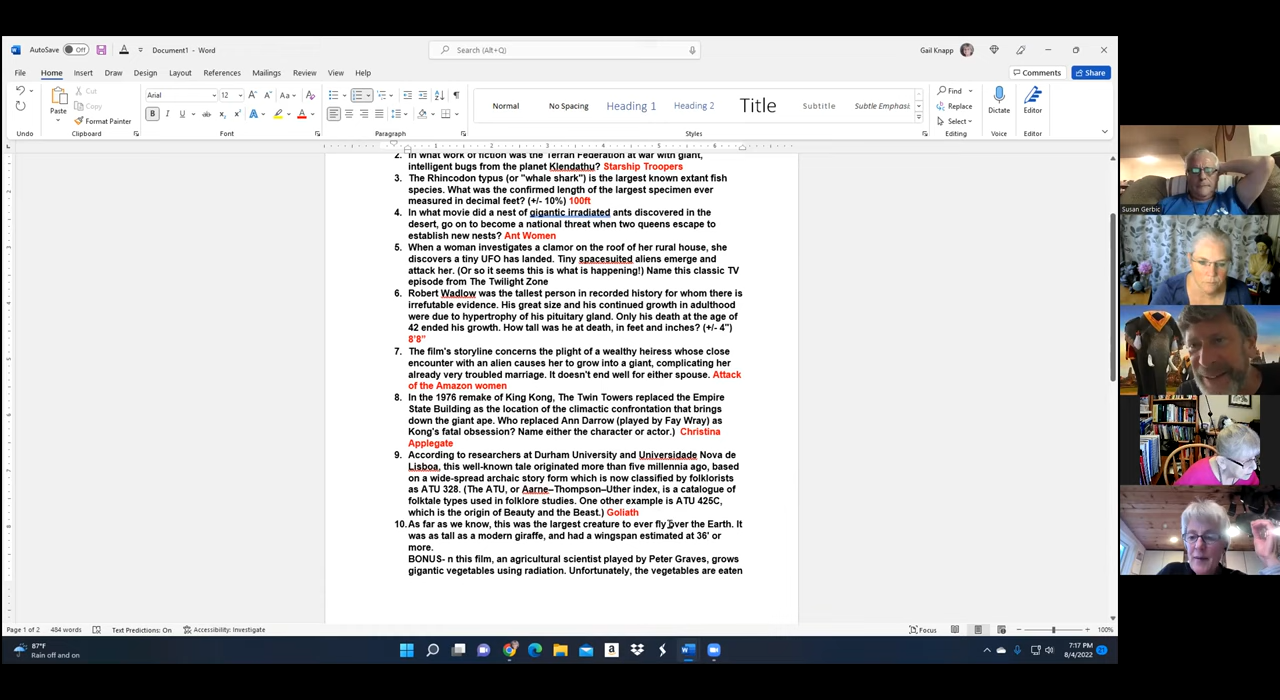 AutoSave Off Document1 - Word Search (Alt+Q) Gail Knapp
File Home Insert Draw Design Layout References Mailings Review View Help Comments Share
Cut Arial 12 Find
Paste Copy Normal No Spacing Heading 1 Heading 2 Title Subtitle Subtle Emphas... Replace Dictate Editor
Format Painter Select
Undo Clipboard Font Paragraph Styles Editing Voice Editor
2. In what work of fiction was the Terran Federation at war with giant,
intelligent bugs from the planet Klendathu? Starship Troopers
3. The Rhincodon typus (or "whale shark") is the largest known extant fish
species. What was the confirmed length of the largest specimen ever
measured in decimal feet? (+/- 10%) 100ft
4. In what movie did a nest of gigantic irradiated ants discovered in the
desert, go on to become a national threat when two queens escape to
establish new nests? Ant Women
5. When a woman investigates a clamor on the roof of her rural house, she
discovers a tiny UFO has landed. Tiny spacesuited aliens emerge and
attack her. (Or so it seems this is what is happening!) Name this classic TV
episode from The Twilight Zone
6. Robert Wadlow was the tallest person in recorded history for whom there is
irrefutable evidence. His great size and his continued growth in adulthood
were due to hypertrophy of his pituitary gland. Only his death at the age of
42 ended his growth. How tall was he at death, in feet and inches? (+/- 4")
8'8"
7. The film's storyline concerns the plight of a wealthy heiress whose close
encounter with an alien causes her to grow into a giant, complicating her
already very troubled marriage. It doesn't end well for either spouse. Attack
of the Amazon women
8. In the 1976 remake of King Kong, The Twin Towers replaced the Empire
State Building as the location of the climactic confrontation that brings
down the giant ape. Who replaced Ann Darrow (played by Fay Wray) as
Kong's fatal obsession? Name either the character or actor.) Christina
Applegate
9. According to researchers at Durham University and Universidade Nova de
Lisboa, this well-known tale originated more than five millennia ago, based
on a wide-spread archaic story form which is now classified by folklorists
as ATU 328. (The ATU, or Aarne–Thompson–Uther index, is a catalogue of
folktale types used in folklore studies. One other example is ATU 425C,
which is the origin of Beauty and the Beast.) Goliath
10. As far as we know, this was the largest creature to ever fly over the Earth. It
was as tall as a modern giraffe, and had a wingspan estimated at 36' or
more.
BONUS- n this film, an agricultural scientist played by Peter Graves, grows
gigantic vegetables using radiation. Unfortunately, the vegetables are eaten
Susan Gerbic
Page 1 of 2 484 words Text Predictions: On Accessibility: Investigate Focus 100%
87°F
Rain off and on
7:17 PM
8/4/2022